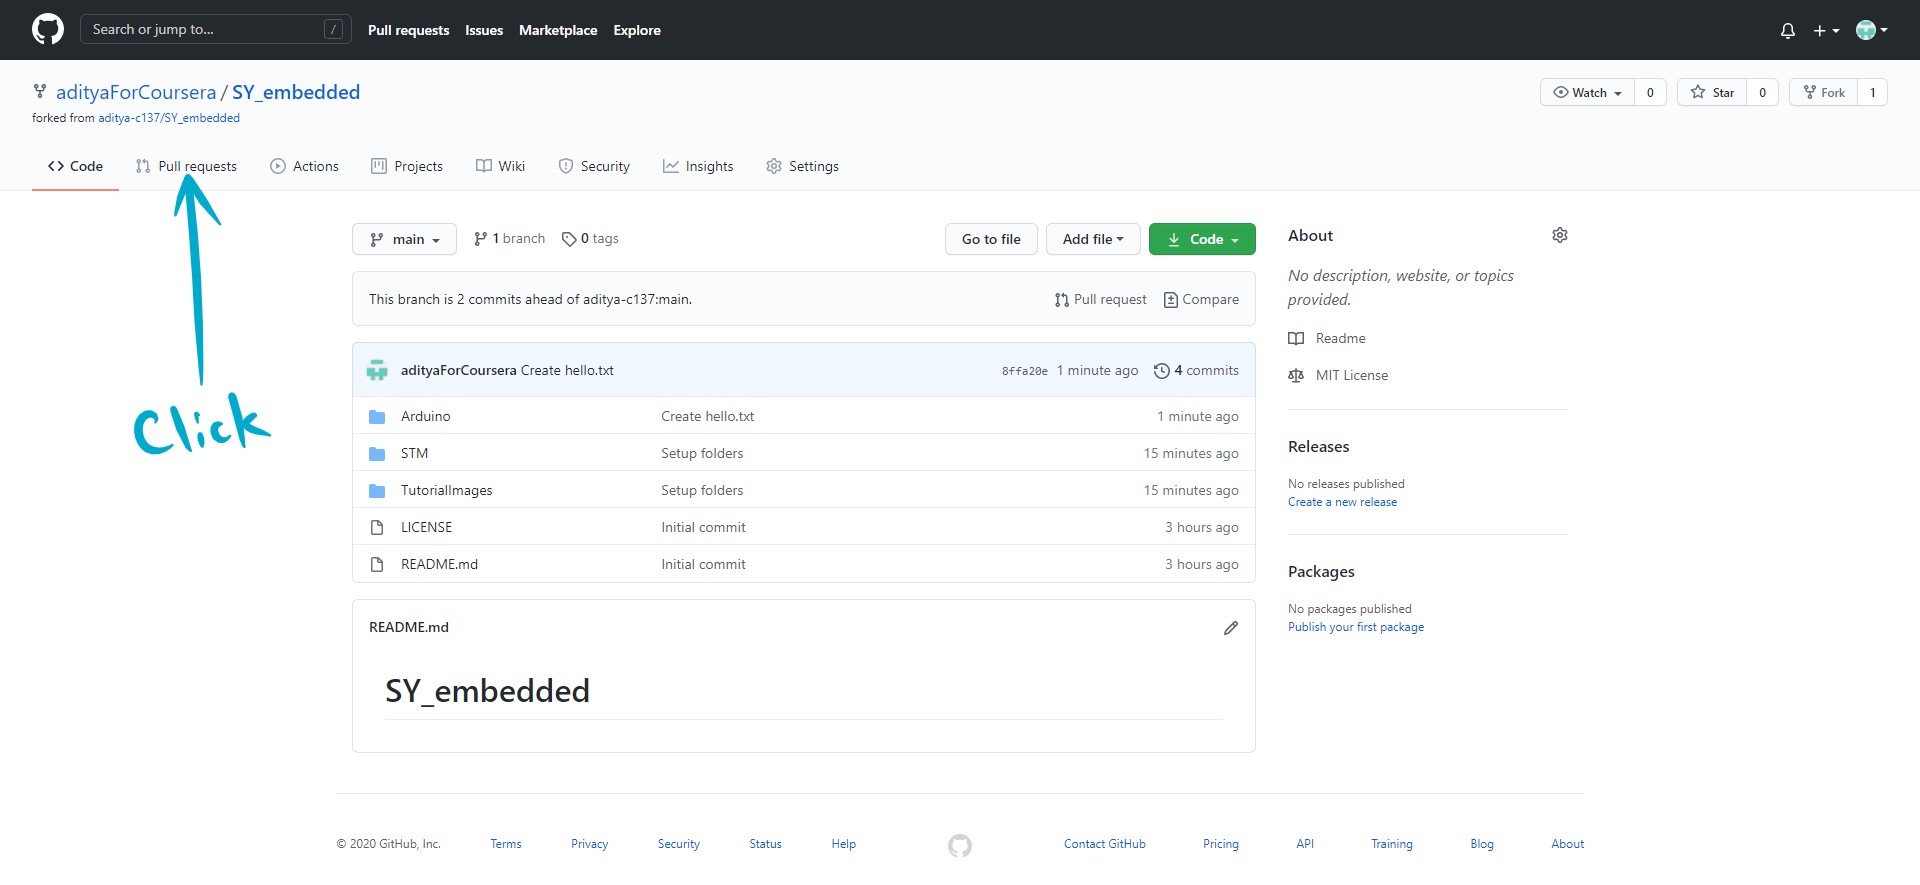 Search or jump to... /
Pull requests Issues Marketplace Explore
adityaForCoursera / SY_embedded
forked from aditya-c137/SY_embedded
Watch 0 Star 0 Fork 1
Code Pull requests Actions Projects Wiki Security Insights Settings
Click
main 1 branch 0 tags Go to file Add file Code
This branch is 2 commits ahead of aditya-c137:main. Pull request Compare
adityaForCoursera Create hello.txt 8ffa20e 1 minute ago 4 commits
Arduino Create hello.txt 1 minute ago
STM Setup folders 15 minutes ago
TutorialImages Setup folders 15 minutes ago
LICENSE Initial commit 3 hours ago
README.md Initial commit 3 hours ago
README.md
SY_embedded
About
No description, website, or topics
provided.
Readme
MIT License
Releases
No releases published
Create a new release
Packages
No packages published
Publish your first package
© 2020 GitHub, Inc. Terms Privacy Security Status Help Contact GitHub Pricing API Training Blog About